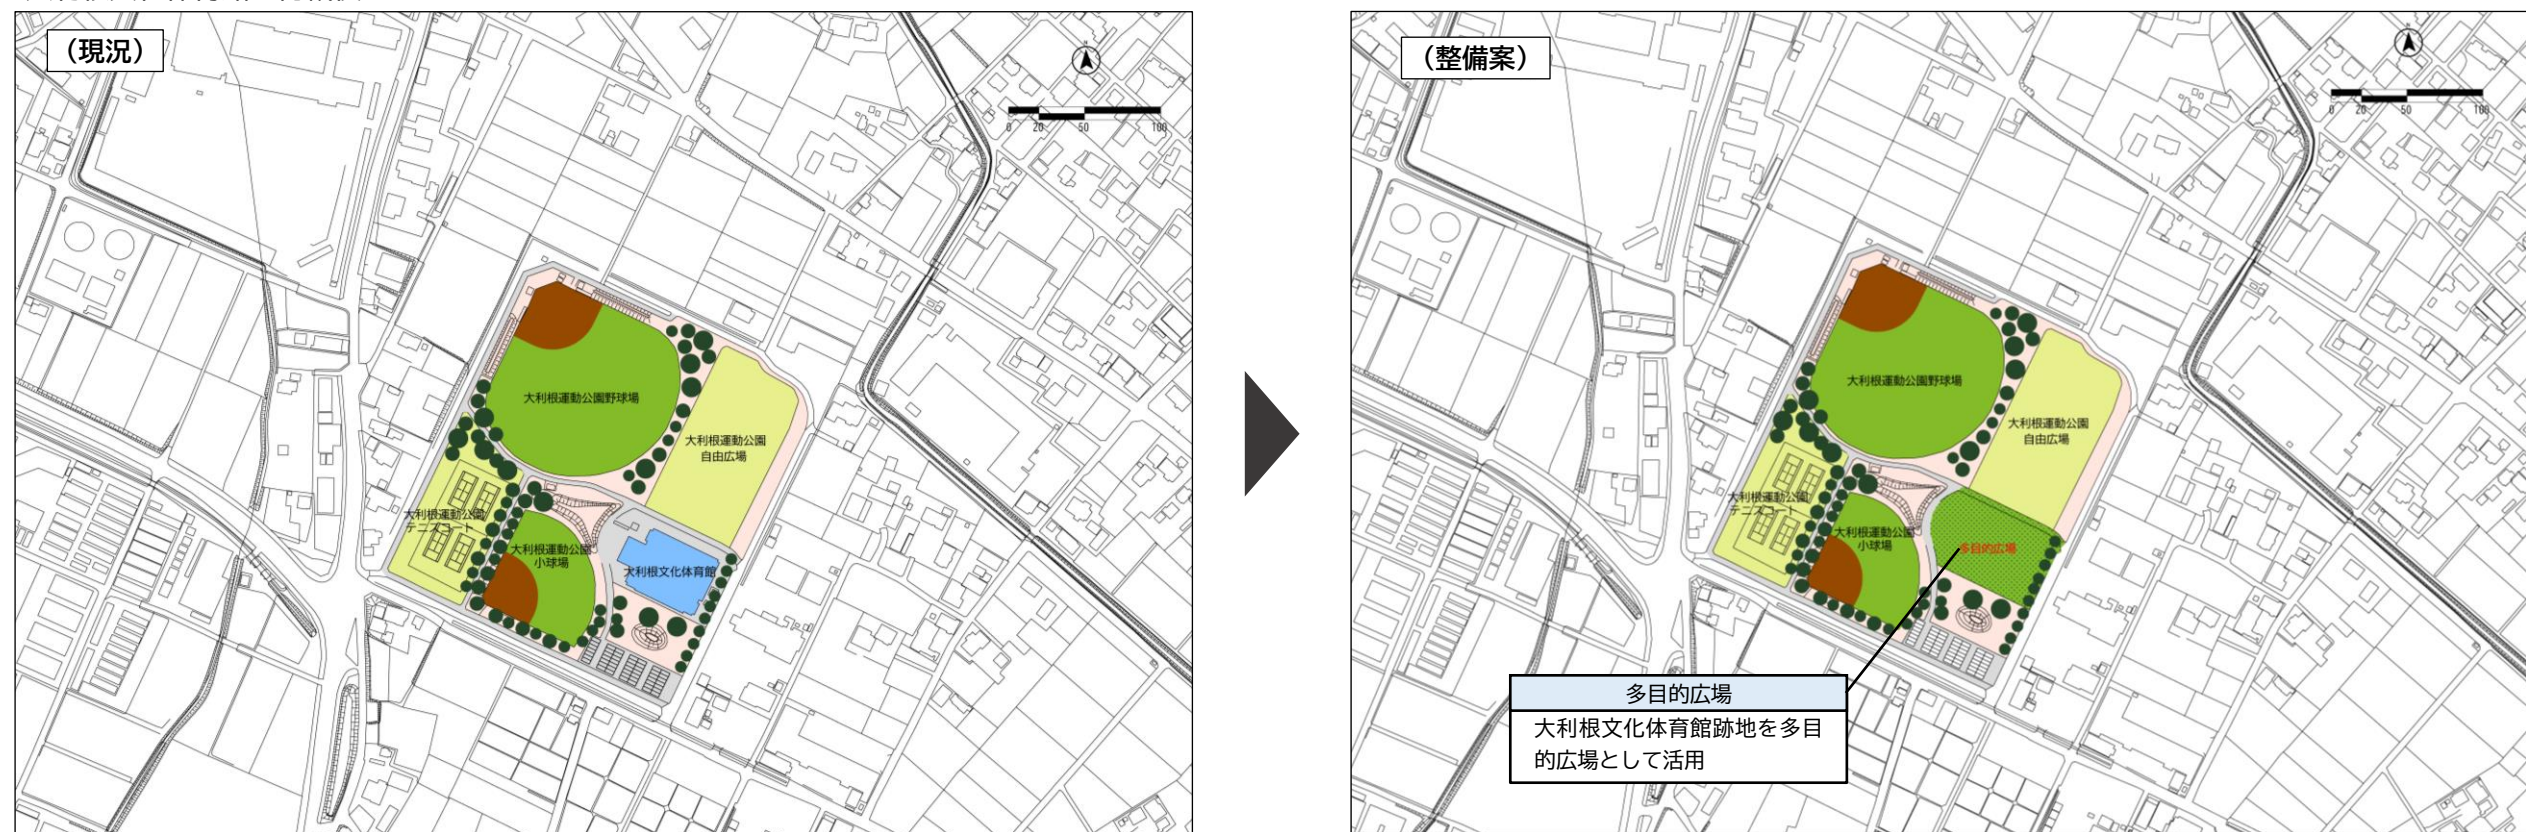 （現況）
0 20 50 100
大利根運動公園野球場
大利根運動公園
自由広場
大利根運動公園
テニスコート
大利根運動公園
小球場
大利根文化体育館
（整備案）
0 20 50 100
大利根運動公園野球場
大利根運動公園
自由広場
大利根運動公園
テニスコート
大利根運動公園
小球場
多目的広場
多目的広場
大利根文化体育館跡地を多目
的広場として活用